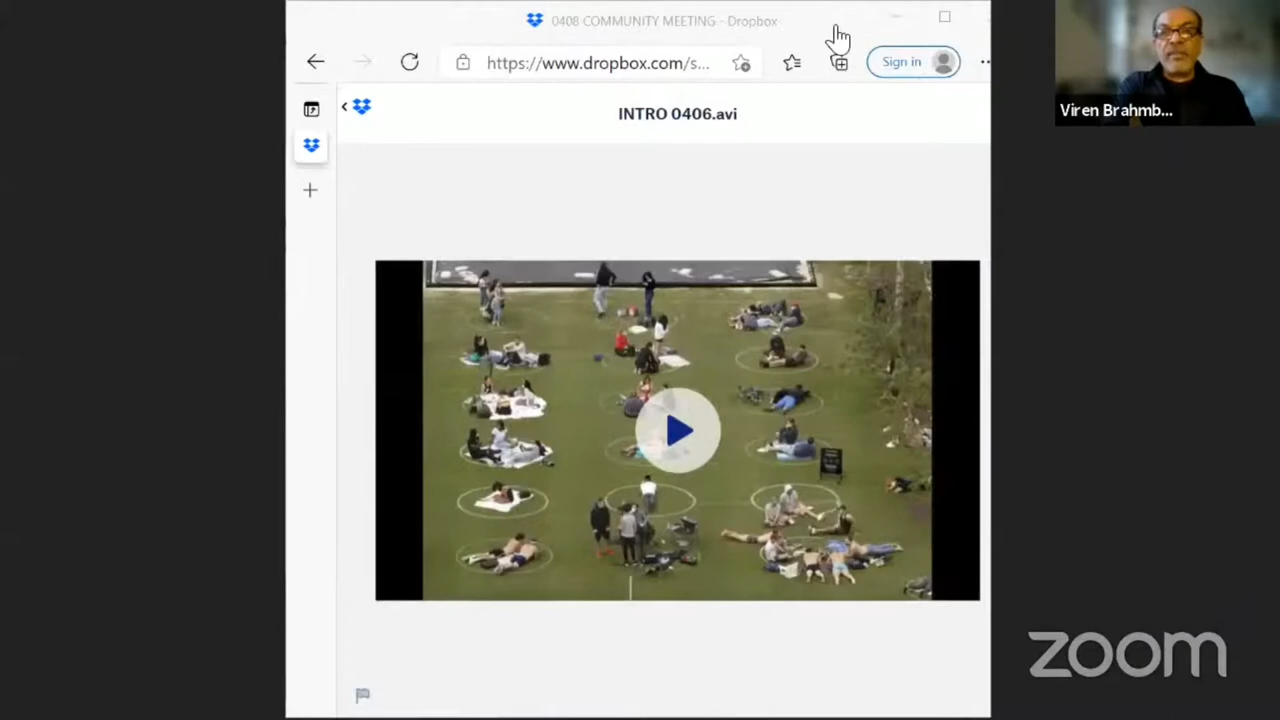 0408 COMMUNITY MEETING - Dropbox
https://www.dropbox.com/s...
Sign in
INTRO 0406.avi
Viren Brahmb...
zoom